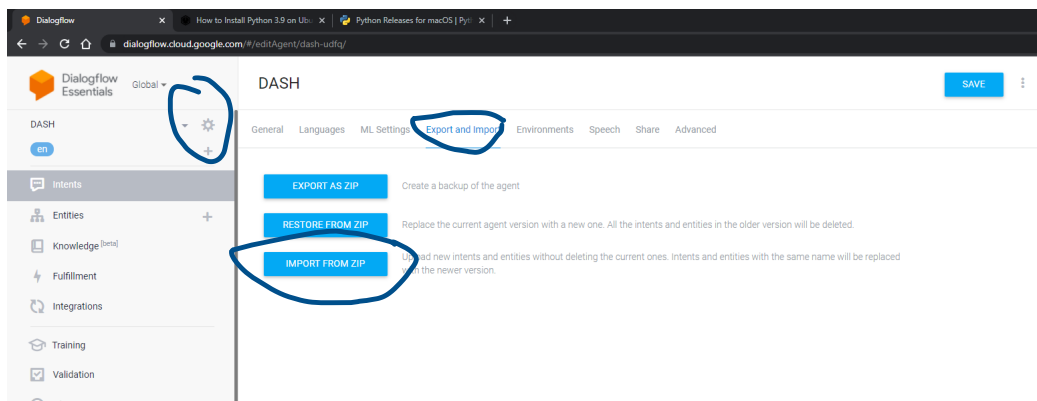 Dialogflow
How to Install Python 3.9 on Ubu
Python Releases for macOS | Pyth
dialogflow.cloud.google.com/#/editAgent/dash-udfq/
Dialogflow
Essentials
Global
DASH
SAVE
DASH
en
General Languages ML Settings Export and Import Environments Speech Share Advanced
Intents
EXPORT AS ZIP Create a backup of the agent
Entities
RESTORE FROM ZIP Replace the current agent version with a new one. All the intents and entities in the older version will be deleted.
Knowledge [beta]
IMPORT FROM ZIP Upload new intents and entities without deleting the current ones. Intents and entities with the same name will be replaced
with the newer version.
Fulfillment
Integrations
Training
Validation